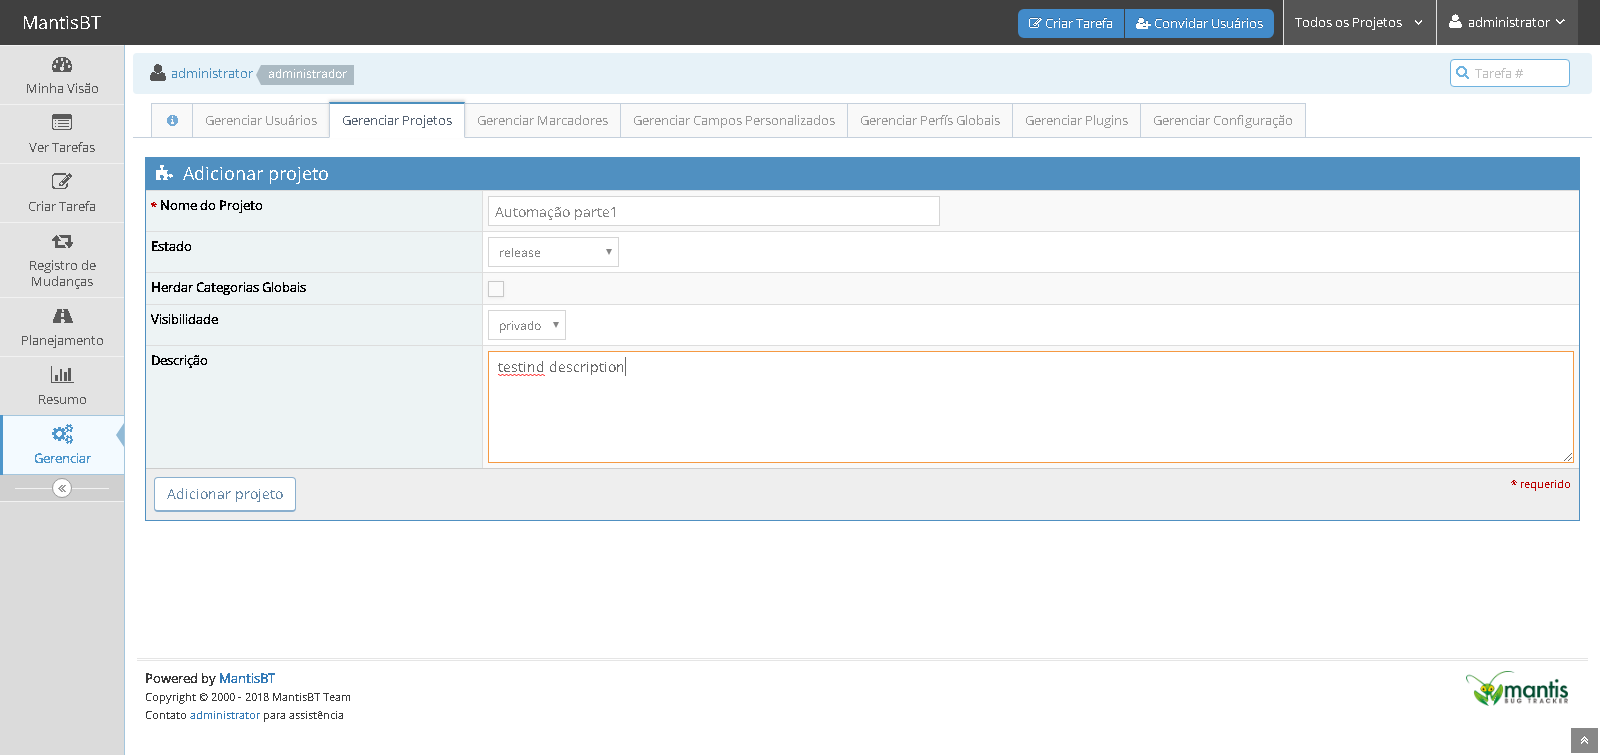 MantisBT
Criar Tarefa
Convidar Usuários
Todos os Projetos
administrator
Minha Visão
Ver Tarefas
Criar Tarefa
Registro de
Mudanças
Planejamento
Resumo
Gerenciar
administrator administrador
Tarefa #
Gerenciar Usuários
Gerenciar Projetos
Gerenciar Marcadores
Gerenciar Campos Personalizados
Gerenciar Perfís Globais
Gerenciar Plugins
Gerenciar Configuração
Adicionar projeto
* Nome do Projeto
Automação parte1
Estado
release
Herdar Categorias Globais
Visibilidade
privado
Descrição
testind description
Adicionar projeto
* requerido
Powered by MantisBT
Copyright © 2000 - 2018 MantisBT Team
Contato administrator para assistência
mantis
BUG TRACKER